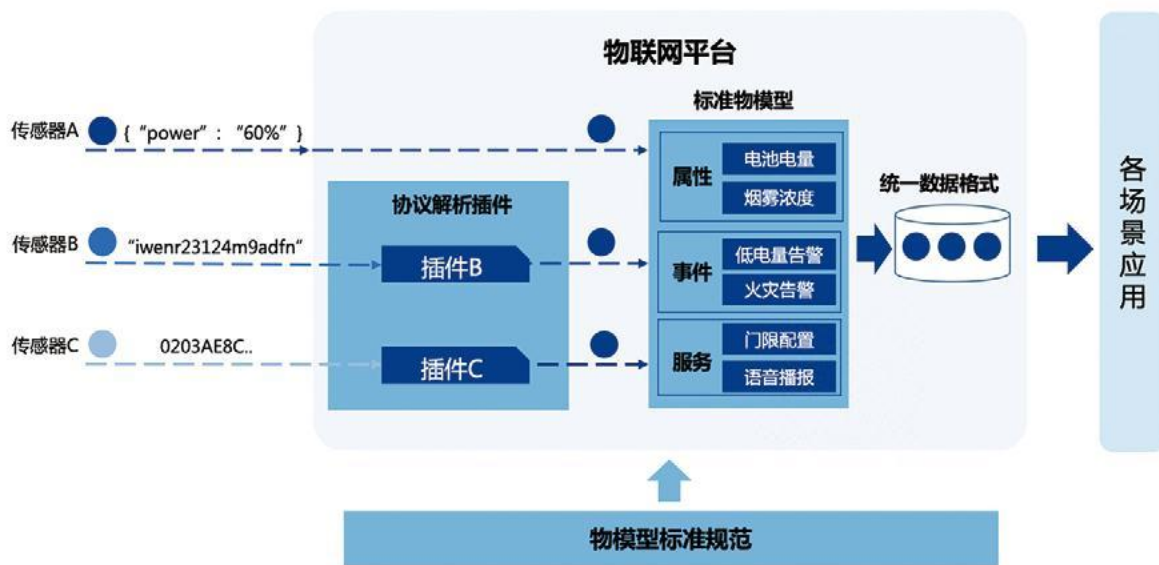 物联网平台
标准物模型
传感器A
{ “power” : “60%” }
属性
电池电量
烟雾浓度
统一数据格式
协议解析插件
传感器B
“iwenr23124m9adfn”
插件B
事件
低电量告警
火灾告警
传感器C
0203AE8C..
插件C
服务
门限配置
语音播报
各场景应用
物模型标准规范